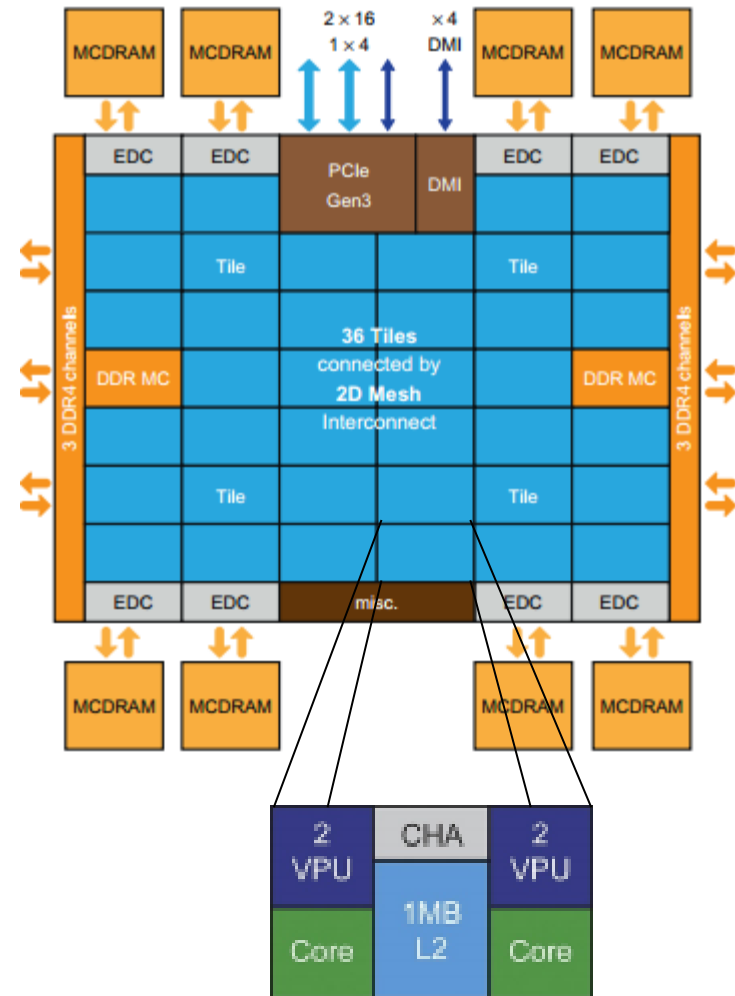 2 × 16
1 × 4
× 4
DMI
MCDRAM
MCDRAM
MCDRAM
MCDRAM
EDC
EDC
PCIe
Gen3
DMI
EDC
EDC
Tile
Tile
3 DDR4 channels
36 Tiles
connected by
2D Mesh
Interconnect
DDR MC
DDR MC
3 DDR4 channels
Tile
Tile
EDC
EDC
misc.
EDC
EDC
MCDRAM
MCDRAM
MCDRAM
MCDRAM
2
VPU
CHA
2
VPU
1MB
L2
Core
Core